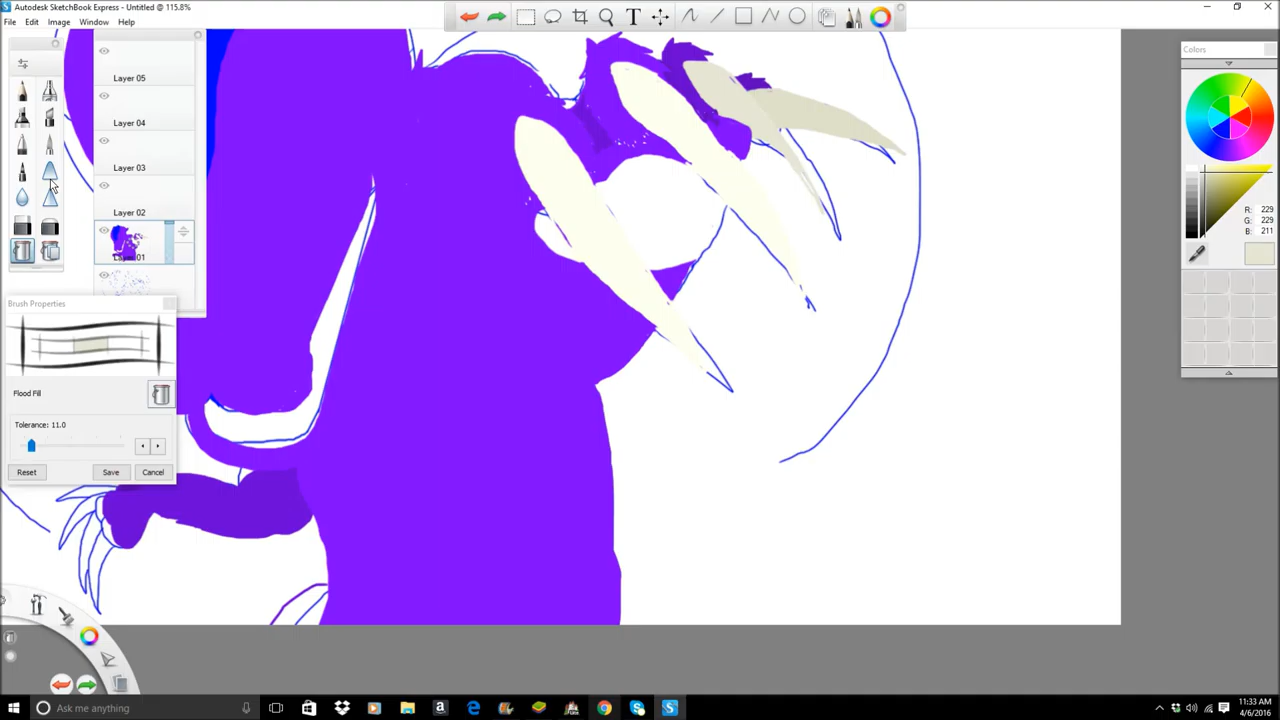 Autodesk SketchBook Express - Untitled @ 115.8%
File Edit Image Window Help
Layer 05
Layer 04
Layer 03
Layer 02
Layer 01
Brush Properties
Flood Fill
Tolerance: 11.0
Reset Save Cancel
Colors
R: 229
G: 229
B: 211
Ask me anything
11:33 AM
4/6/2016